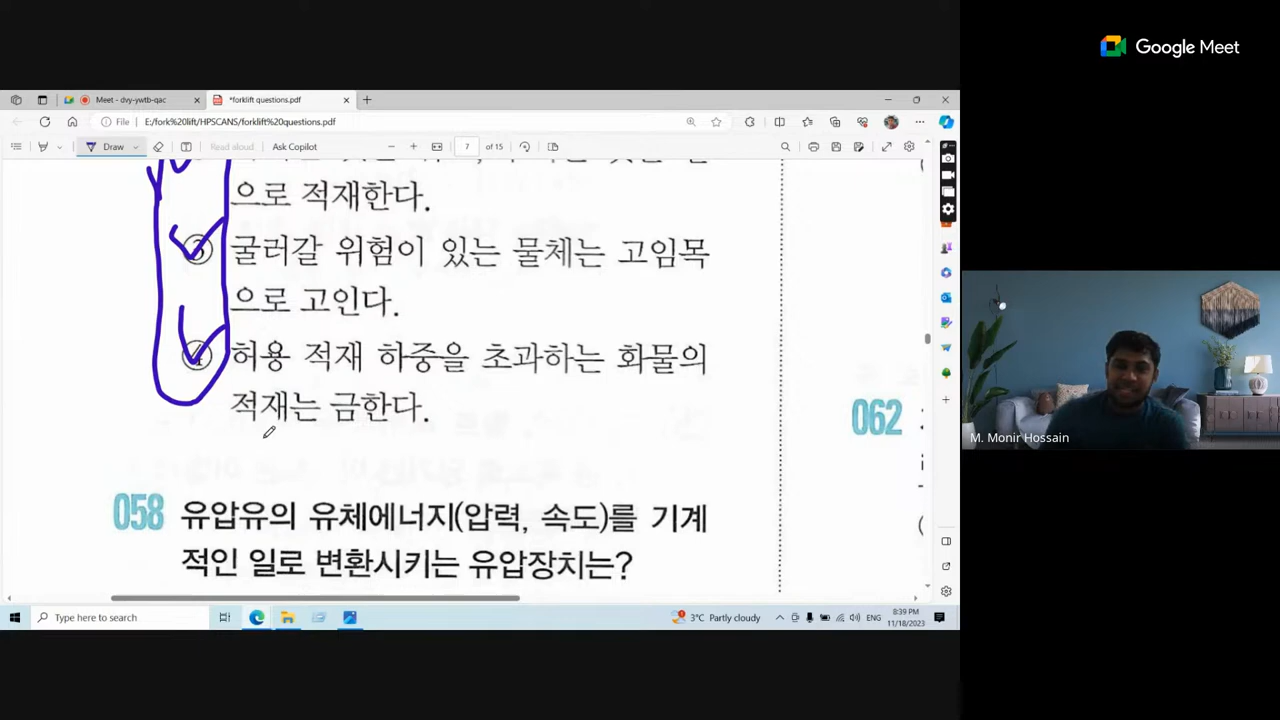 Google Meet
Meet - dvy-ywtb-qac
*forklift questions.pdf
File
E:/fork%20lift/HPSCANS/forklift%20questions.pdf
Draw
Read aloud
Ask Copilot
7
of 15
으로 적재한다.
③ 굴러갈 위험이 있는 물체는 고임목
으로 고인다.
④ 허용 적재 하중을 초과하는 화물의
적재는 금한다.
058 유압유의 유체에너지(압력, 속도)를 기계
적인 일로 변환시키는 유압장치는?
062
M. Monir Hossain
Type here to search
3°C Partly cloudy
ENG
8:39 PM
11/18/2023